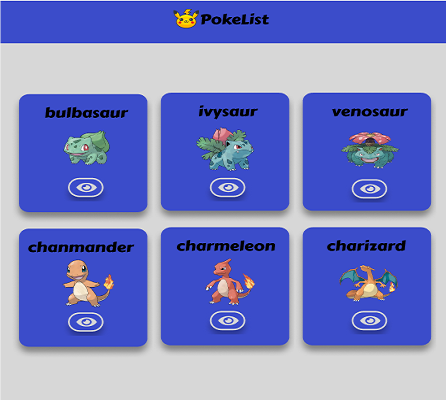 PokeList
bulbasaur
ivysaur
venosaur
chanmander
charmeleon
charizard